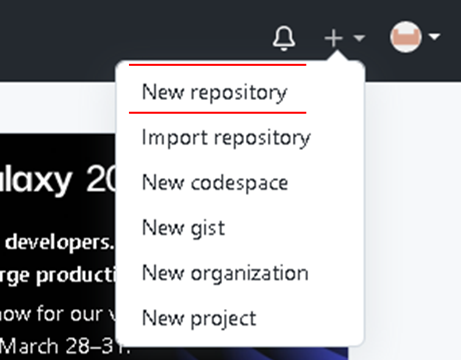 New repository
Import repository
New codespace
New gist
New organization
New project
alaxy 20
developers.
rge producti
now for our v
March 28–31.